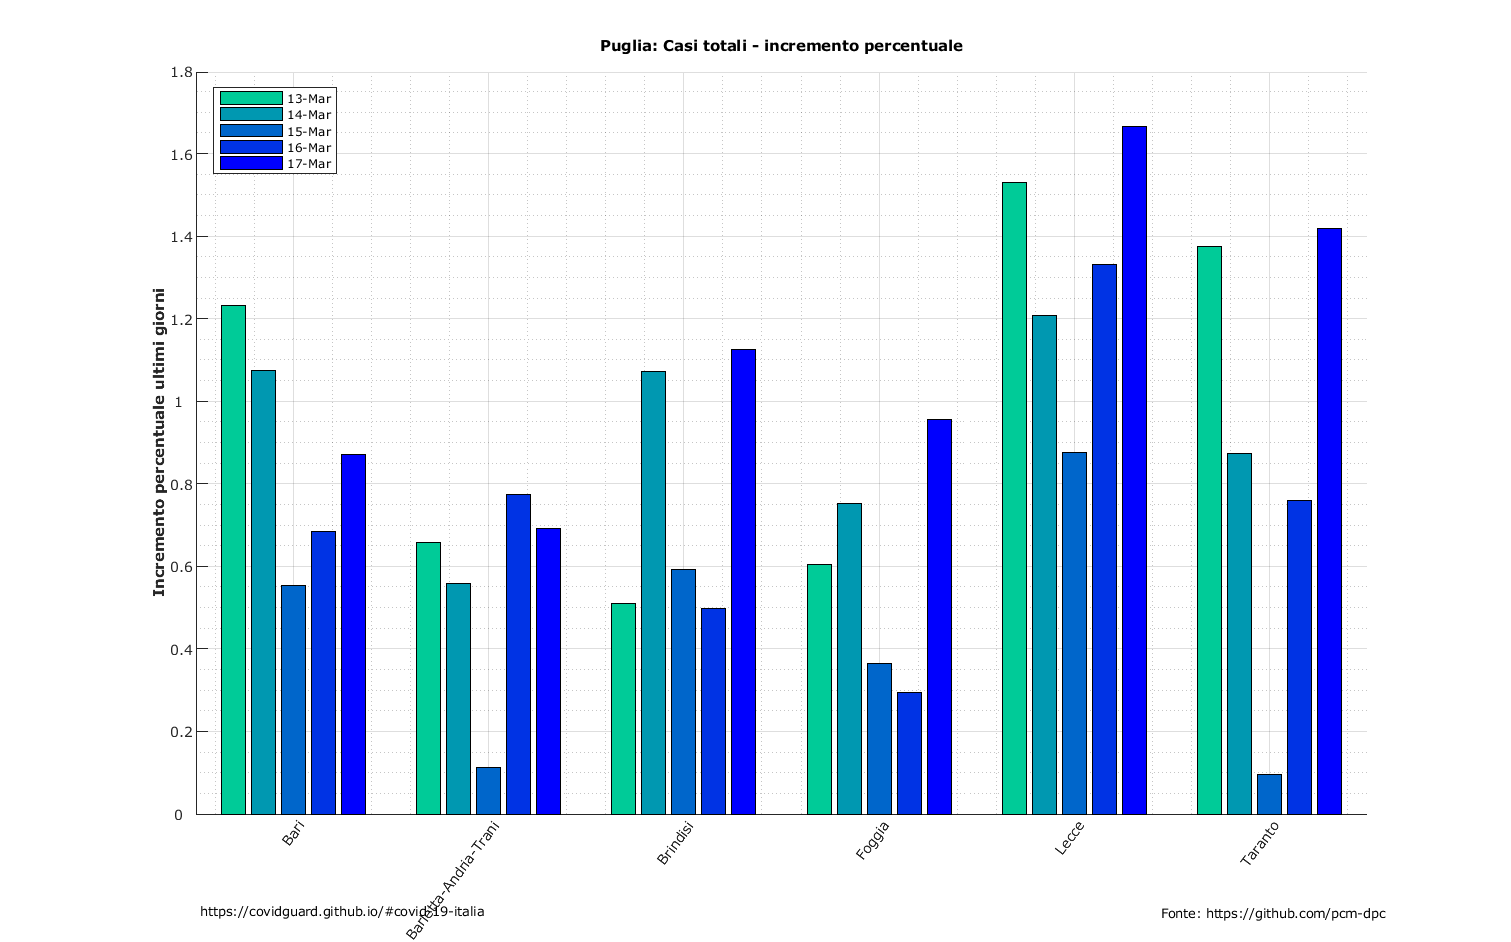 Puglia: Casi totali - incremento percentuale
Incremento percentuale ultimi giorni
1.8
1.6
1.4
1.2
1
0.8
0.6
0.4
0.2
0
13-Mar
14-Mar
15-Mar
16-Mar
17-Mar
Bari
Barletta-Andria-Trani
Brindisi
Foggia
Lecce
Taranto
https://covidguard.github.io/#covid-19-italia
Fonte: https://github.com/pcm-dpc